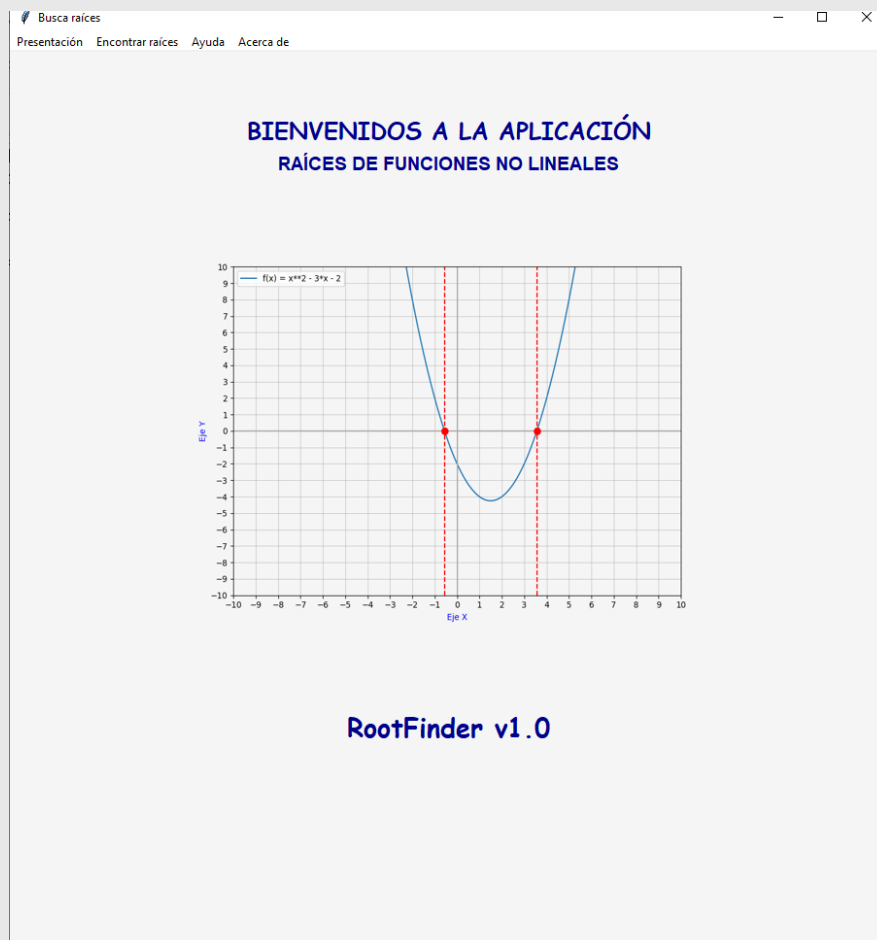 Busca raíces
Presentación Encontrar raíces Ayuda Acerca de
BIENVENIDOS A LA APLICACIÓN
RAÍCES DE FUNCIONES NO LINEALES
f(x) = x**2 - 3*x - 2
10
9
8
7
6
5
4
3
2
1
0
−1
−2
−3
−4
−5
−6
−7
−8
−9
−10
Eje Y
−10 −9 −8 −7 −6 −5 −4 −3 −2 −1 0 1 2 3 4 5 6 7 8 9 10
Eje X
RootFinder v1.0